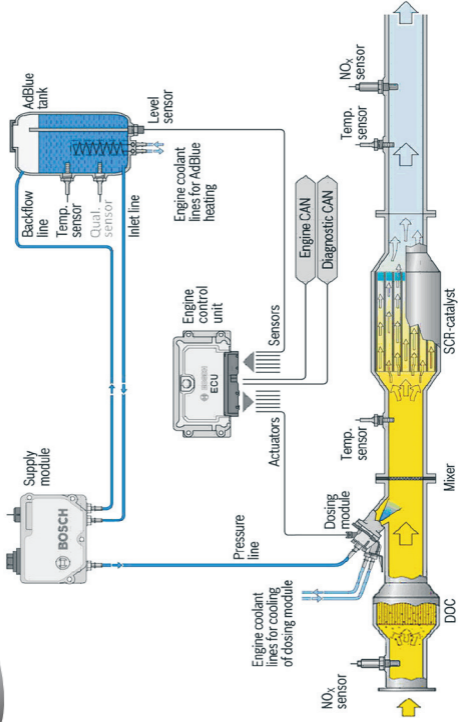 AdBlue
tank
Backflow
line
Temp.
sensor
Qual.
sensor
Inlet line
Level
sensor
Engine coolant
lines for AdBlue
heating
Supply
module
BOSCH
Engine
control
unit
BOSCH
ECU
Actuators
Sensors
Engine CAN
Diagnostic CAN
Pressure
line
Engine coolant
lines for cooling
of dosing module
Dosing
module
NOx
sensor
DOC
Mixer
Temp.
sensor
SCR-catalyst
Temp.
sensor
NOx
sensor